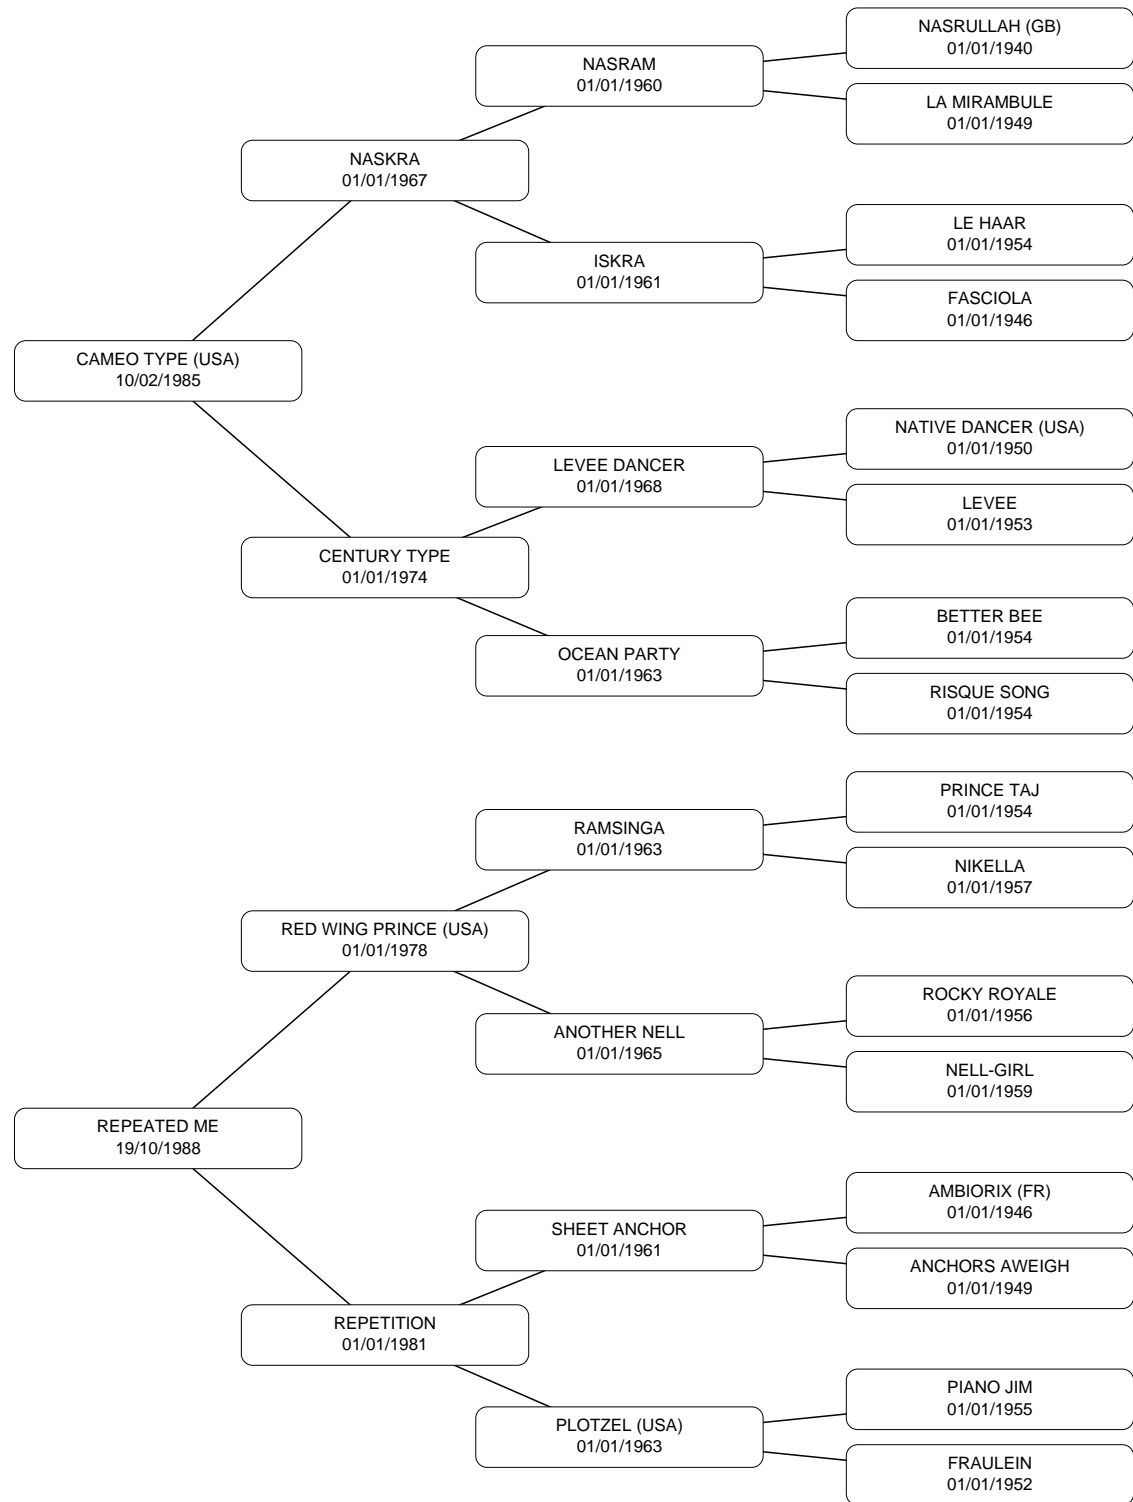 NASRULLAH (GB)
01/01/1940
NASRAM
01/01/1960
LA MIRAMBULE
01/01/1949
NASKRA
01/01/1967
LE HAAR
01/01/1954
ISKRA
01/01/1961
FASCIOLA
01/01/1946
CAMEO TYPE (USA)
10/02/1985
NATIVE DANCER (USA)
01/01/1950
LEVEE DANCER
01/01/1968
LEVEE
01/01/1953
CENTURY TYPE
01/01/1974
BETTER BEE
01/01/1954
OCEAN PARTY
01/01/1963
RISQUE SONG
01/01/1954
PRINCE TAJ
01/01/1954
RAMSINGA
01/01/1963
NIKELLA
01/01/1957
RED WING PRINCE (USA)
01/01/1978
ROCKY ROYALE
01/01/1956
ANOTHER NELL
01/01/1965
NELL-GIRL
01/01/1959
REPEATED ME
19/10/1988
AMBIORIX (FR)
01/01/1946
SHEET ANCHOR
01/01/1961
ANCHORS AWEIGH
01/01/1949
REPETITION
01/01/1981
PIANO JIM
01/01/1955
PLOTZEL (USA)
01/01/1963
FRAULEIN
01/01/1952